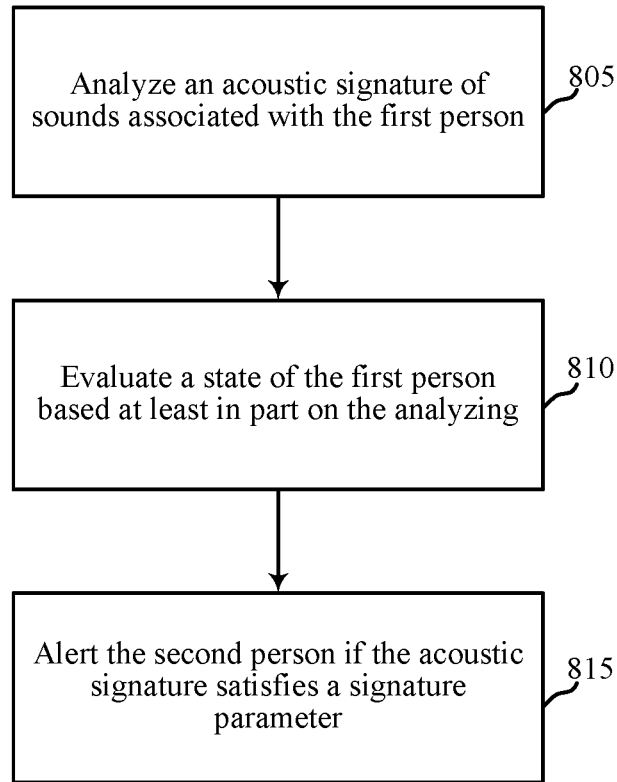 Analyze an acoustic signature of
sounds associated with the first person
805
Evaluate a state of the first person
based at least in part on the analyzing
810
Alert the second person if the acoustic
signature satisfies a signature
parameter
815